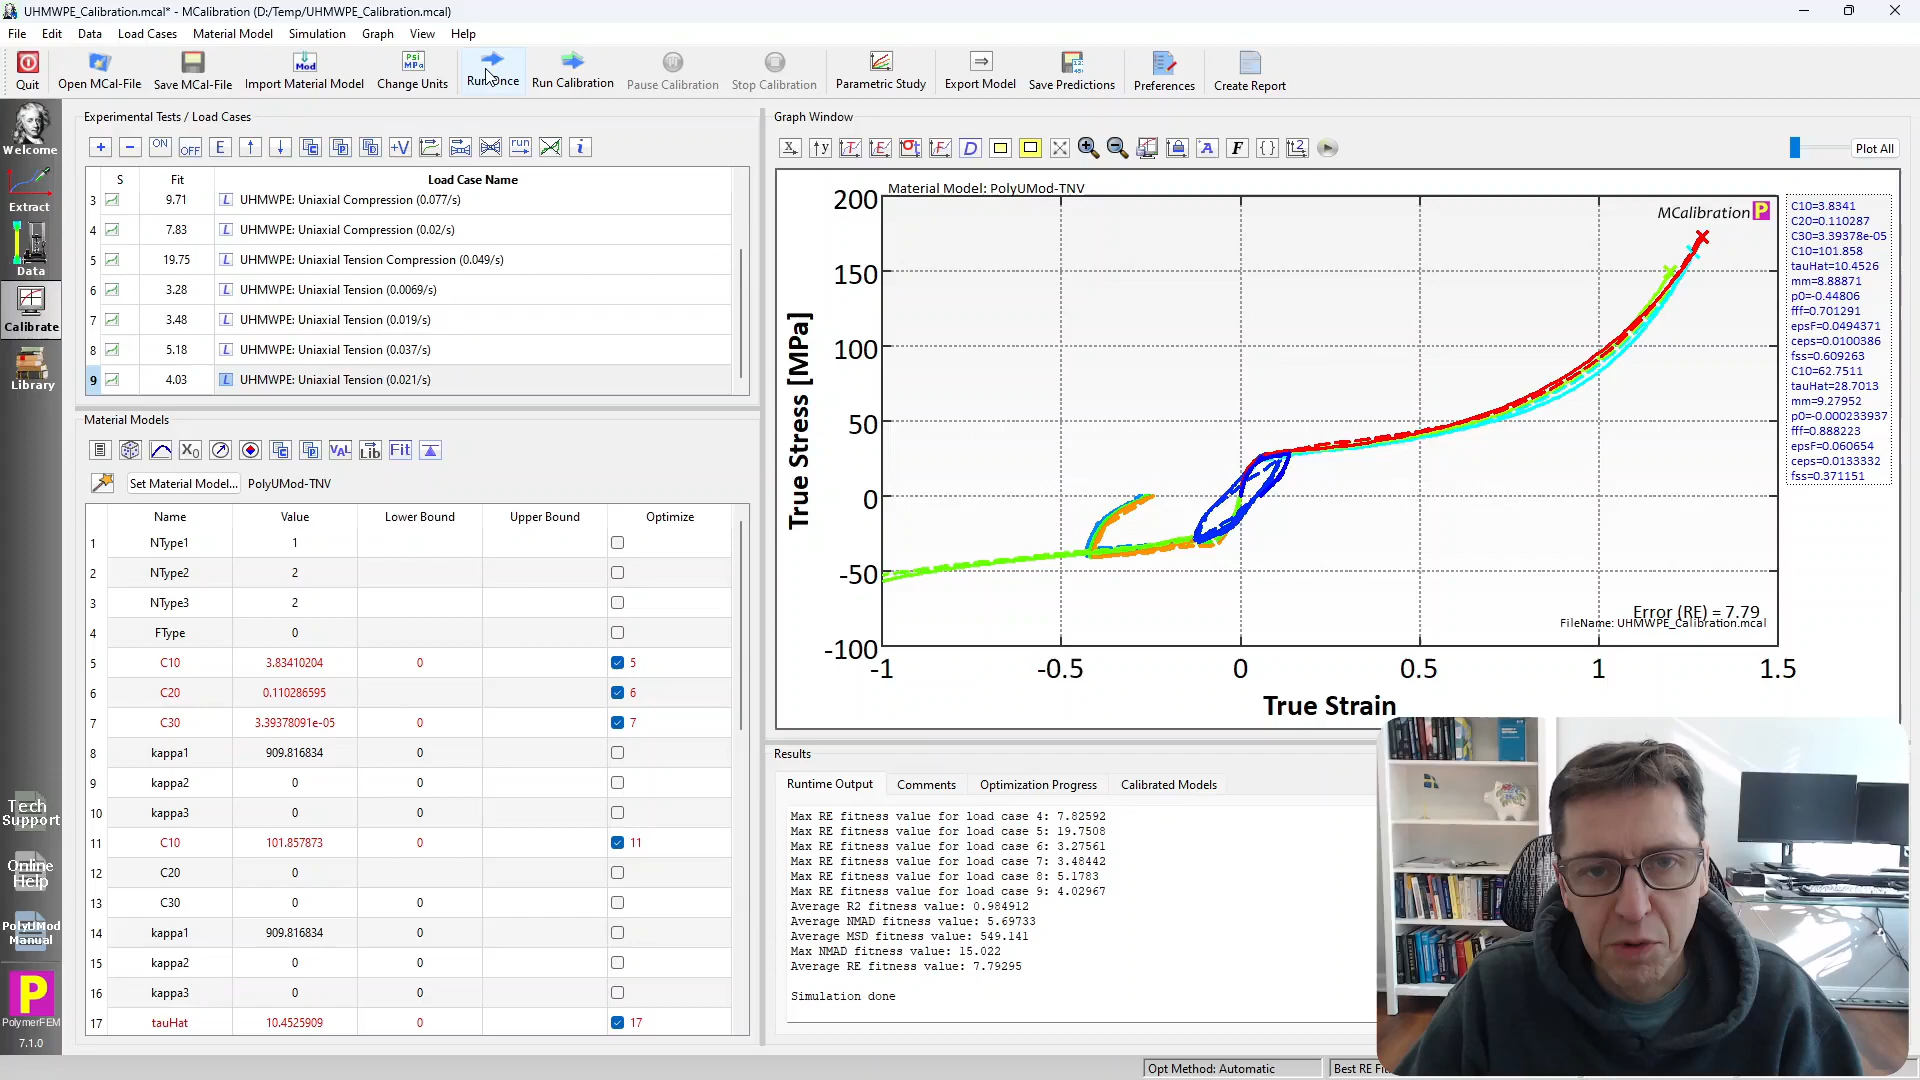 UHMWPE_Calibration.mcal* - MCalibration (D:/Temp/UHMWPE_Calibration.mcal)
File Edit Data Load Cases Material Model Simulation Graph View Help
Quit Open MCal-File Save MCal-File Import Material Model Change Units Run Once Run Calibration Pause Calibration Stop Calibration Parametric Study Export Model Save Predictions Preferences Create Report
Welcome
Extract
Data
Calibrate
Library
Tech
Support
Online
Help
PolyUMod
Manual
PolymerFEM
7.1.0
Experimental Tests / Load Cases
ON OFF E +V run i
S Fit Load Case Name
3 9.71 L UHMWPE: Uniaxial Compression (0.077/s)
4 7.83 L UHMWPE: Uniaxial Compression (0.02/s)
5 19.75 L UHMWPE: Uniaxial Tension Compression (0.049/s)
6 3.28 L UHMWPE: Uniaxial Tension (0.0069/s)
7 3.48 L UHMWPE: Uniaxial Tension (0.019/s)
8 5.18 L UHMWPE: Uniaxial Tension (0.037/s)
9 4.03 L UHMWPE: Uniaxial Tension (0.021/s)
Material Models
X₀ VAL Lib Fit
Set Material Model... PolyUMod-TNV
Name Value Lower Bound Upper Bound Optimize
1 NType1 1
2 NType2 2
3 NType3 2
4 FType 0
5 C10 3.83410204 0 5
6 C20 0.110286595 6
7 C30 3.39378091e-05 0 7
8 kappa1 909.816834 0
9 kappa2 0 0
10 kappa3 0 0
11 C10 101.857873 0 11
12 C20 0 0
13 C30 0 0
14 kappa1 909.816834 0
15 kappa2 0 0
16 kappa3 0 0
17 tauHat 10.4525909 0 17
Graph Window
Plot All
Material Model: PolyUMod-TNV
MCalibration P
200
150
100
50
0
-50
-100
True Stress [MPa]
-1 -0.5 0 0.5 1 1.5
True Strain
Error (RE) = 7.79
FileName: UHMWPE_Calibration.mcal
C10=3.8341
C20=0.110287
C30=3.39378e-05
C10=101.858
tauHat=10.4526
mm=8.88871
p0=-0.44806
fff=0.701291
epsF=0.0494371
ceps=0.0100386
fss=0.609263
C10=62.7511
tauHat=28.7013
mm=9.27952
p0=-0.000233937
fff=0.888223
epsF=0.060654
ceps=0.0133332
fss=0.371151
Results
Runtime Output Comments Optimization Progress Calibrated Models
Max RE fitness value for load case 4: 7.82592
Max RE fitness value for load case 5: 19.7508
Max RE fitness value for load case 6: 3.27561
Max RE fitness value for load case 7: 3.48442
Max RE fitness value for load case 8: 5.1783
Max RE fitness value for load case 9: 4.02967
Average R2 fitness value: 0.984912
Average NMAD fitness value: 5.69733
Average MSD fitness value: 549.141
Max NMAD fitness value: 15.022
Average RE fitness value: 7.79295
Simulation done
Opt Method: Automatic Best RE